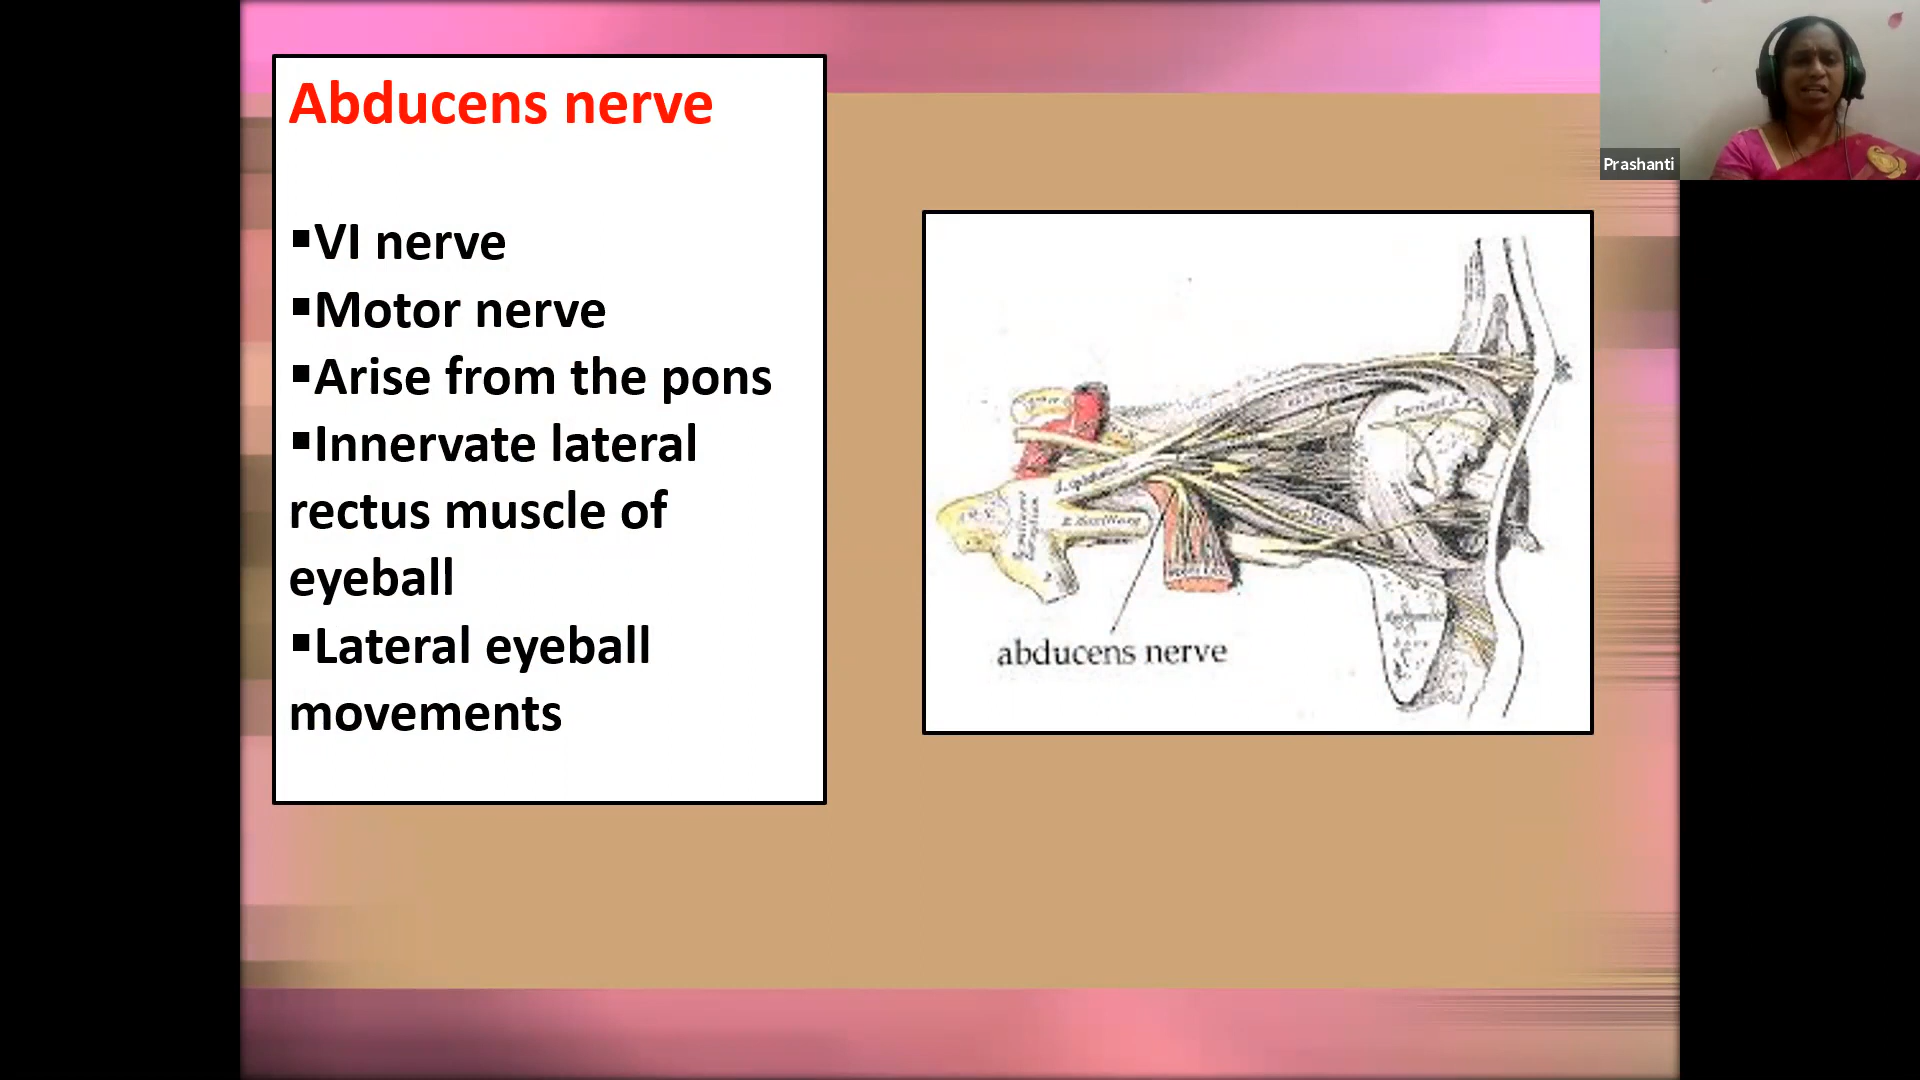 Abducens nerve
▪VI nerve
▪Motor nerve
▪Arise from the pons
▪Innervate lateral
rectus muscle of
eyeball
▪Lateral eyeball
movements
abducens nerve
Prashanti